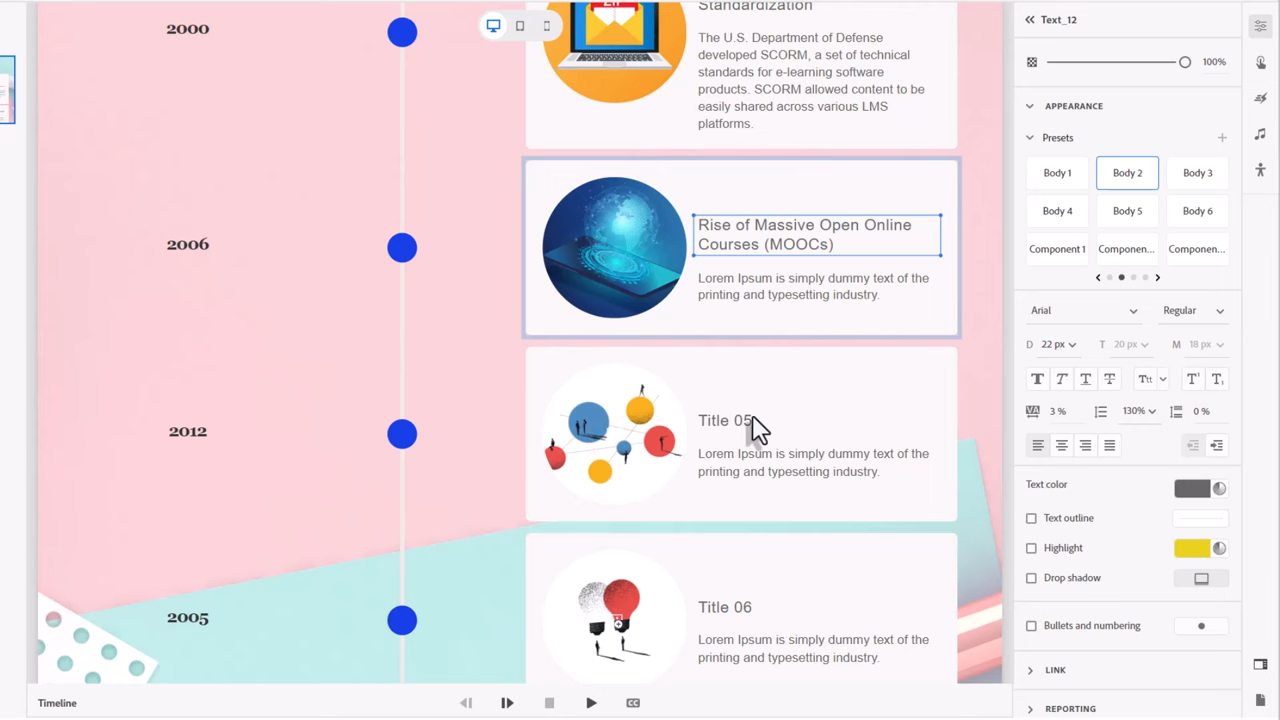 2000
Standardization
The U.S. Department of Defense
developed SCORM, a set of technical
standards for e-learning software
products. SCORM allowed content to be
easily shared across various LMS
platforms.
2006
Rise of Massive Open Online
Courses (MOOCs)
Lorem Ipsum is simply dummy text of the
printing and typesetting industry.
2012
Title 05
Lorem Ipsum is simply dummy text of the
printing and typesetting industry.
2005
Title 06
Lorem Ipsum is simply dummy text of the
printing and typesetting industry.
Timeline
Text_12
100%
APPEARANCE
Presets
Body 1 Body 2 Body 3
Body 4 Body 5 Body 6
Component 1 Componen... Componen...
Arial Regular
D 22 px T 20 px M 18 px
3 % 130% 0 %
Text color
Text outline
Highlight
Drop shadow
Bullets and numbering
LINK
REPORTING